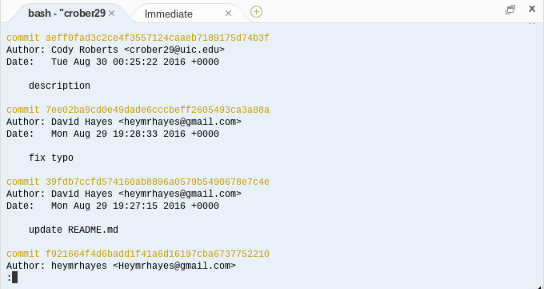 bash - "crober29
Immediate
commit aeff0fad3c2ce4f3557124caaeb7189175d74b3f
Author: Cody Roberts <crober29@uic.edu>
Date:   Tue Aug 30 00:25:22 2016 +0000
description
commit 7ee02ba9cd0e49dade6cccbeff2605493ca3a88a
Author: David Hayes <heymrhayes@gmail.com>
Date:   Mon Aug 29 19:28:33 2016 +0000
fix typo
commit 39fdb7ccfd574160ab8896a0579b5490678e7c4e
Author: David Hayes <heymrhayes@gmail.com>
Date:   Mon Aug 29 19:27:15 2016 +0000
update README.md
commit f921664f4d6badd1f41a6d16197cba6737752210
Author: heymrhayes <Heymrhayes@gmail.com>
: